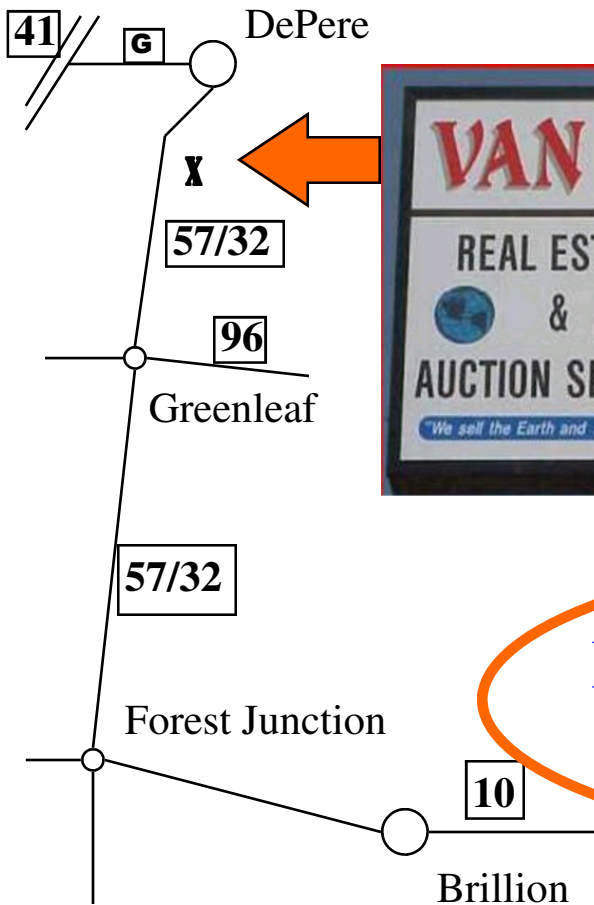 41
G
DePere
X
57/32
96
Greenleaf
57/32
Forest Junction
10
Brillion
VAN
REAL EST
&
AUCTION S
"We sell the Earth and